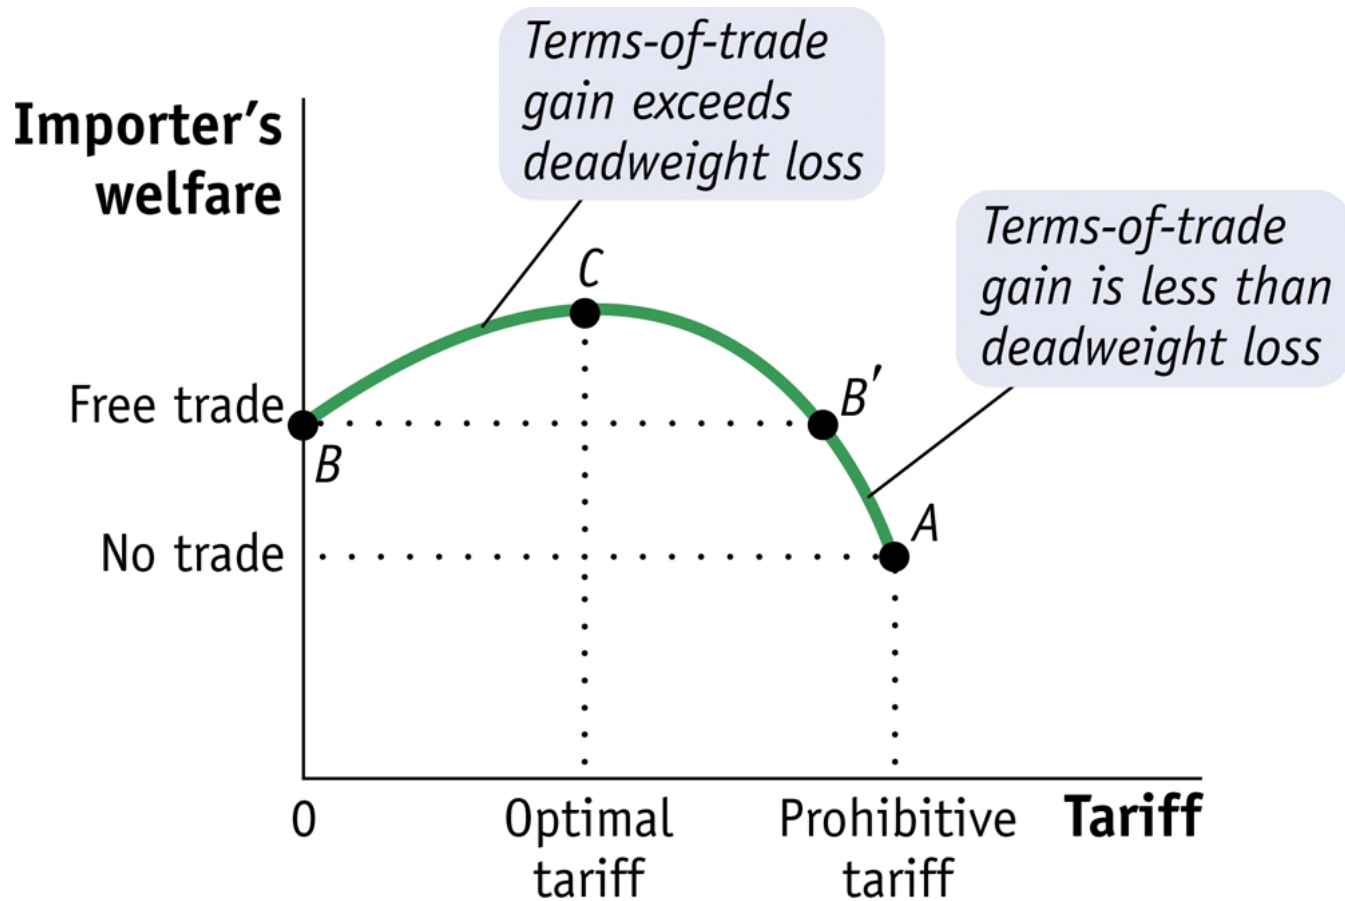 Terms-of-trade
gain exceeds
deadweight loss
Importer’s
welfare
Terms-of-trade
gain is less than
deadweight loss
C
B′
Free trade
B
A
No trade
0
Optimal
tariff
Prohibitive
tariff
Tariff